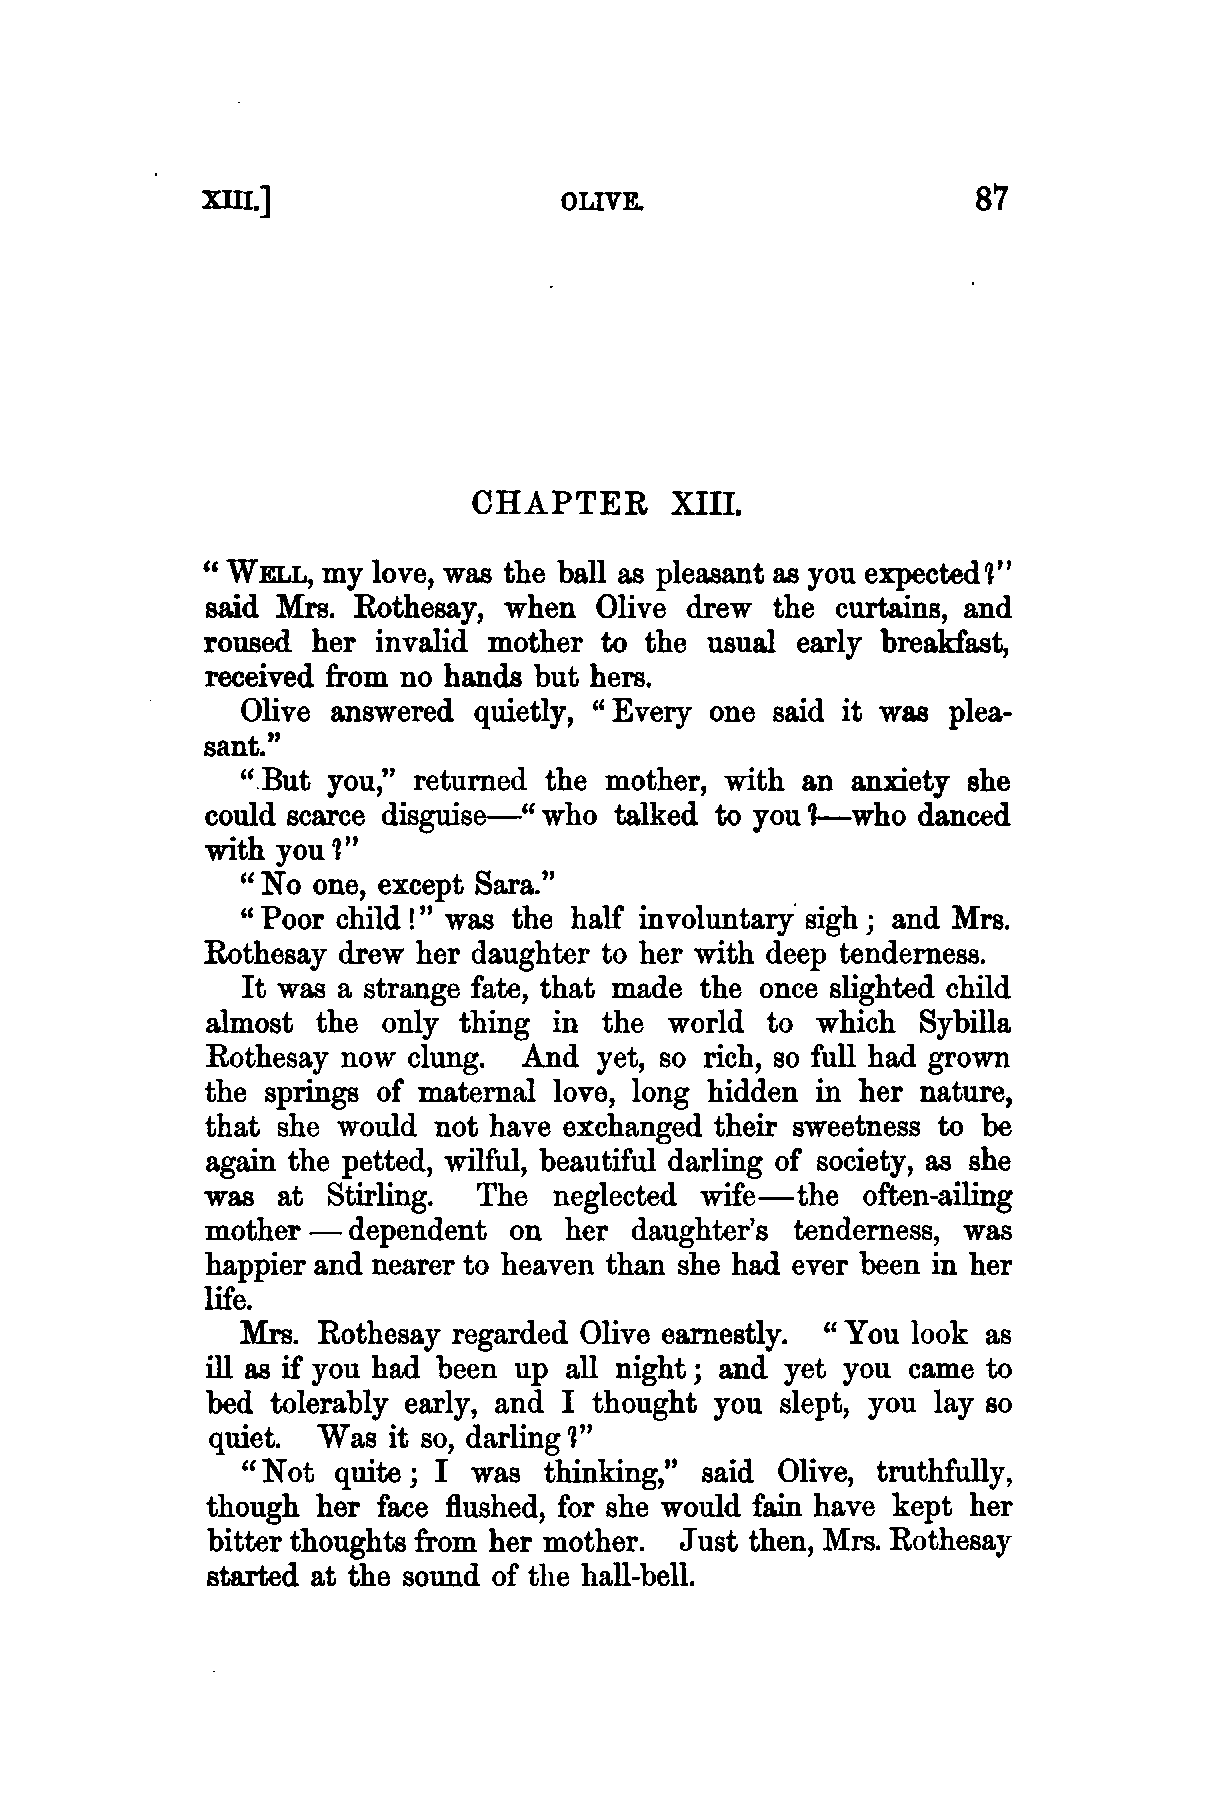 XIII.] OLIVE. 87
CHAPTER XIII.
“ WELL, my love, was the ball as pleasant as you expected?”
said Mrs. Rothesay, when Olive drew the curtains, and
roused her invalid mother to the usual early breakfast,
received from no hands but hers.
Olive answered quietly, “ Every one said it was plea-
sant.”
“ But you,” returned the mother, with an anxiety she
could scarce disguise—“ who talked to you ?—who danced
with you ?”
“ No one, except Sara.”
“ Poor child !” was the half involuntary sigh ; and Mrs.
Rothesay drew her daughter to her with deep tenderness.
It was a strange fate, that made the once slighted child
almost the only thing in the world to which Sybilla
Rothesay now clung. And yet, so rich, so full had grown
the springs of maternal love, long hidden in her nature,
that she would not have exchanged their sweetness to be
again the petted, wilful, beautiful darling of society, as she
was at Stirling. The neglected wife—the often-ailing
mother — dependent on her daughter’s tenderness, was
happier and nearer to heaven than she had ever been in her
life.
Mrs. Rothesay regarded Olive earnestly. “ You look as
ill as if you had been up all night ; and yet you came to
bed tolerably early, and I thought you slept, you lay so
quiet. Was it so, darling ?”
“ Not quite ; I was thinking,” said Olive, truthfully,
though her face flushed, for she would fain have kept her
bitter thoughts from her mother. Just then, Mrs. Rothesay
started at the sound of the hall-bell.